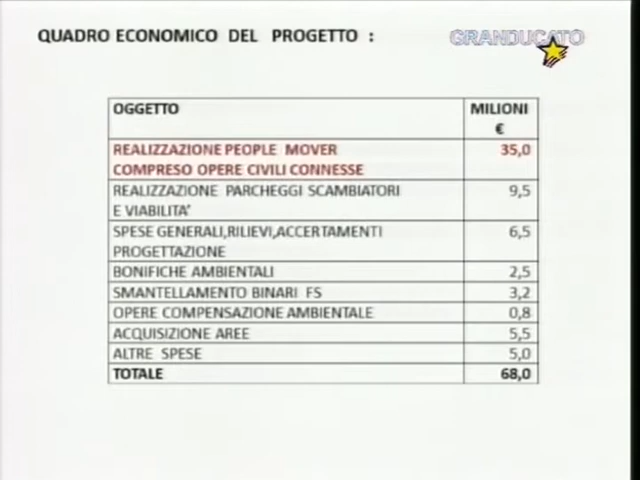 QUADRO ECONOMICO DEL PROGETTO :
GRANDUCATO
OGGETTO MILIONI
€
REALIZZAZIONE PEOPLE MOVER 35,0
COMPRESO OPERE CIVILI CONNESSE
REALIZZAZIONE PARCHEGGI SCAMBIATORI 9,5
E VIABILITA'
SPESE GENERALI,RILIEVI,ACCERTAMENTI 6,5
PROGETTAZIONE
BONIFICHE AMBIENTALI 2,5
SMANTELLAMENTO BINARI FS 3,2
OPERE COMPENSAZIONE AMBIENTALE 0,8
ACQUISIZIONE AREE 5,5
ALTRE SPESE 5,0
TOTALE 68,0